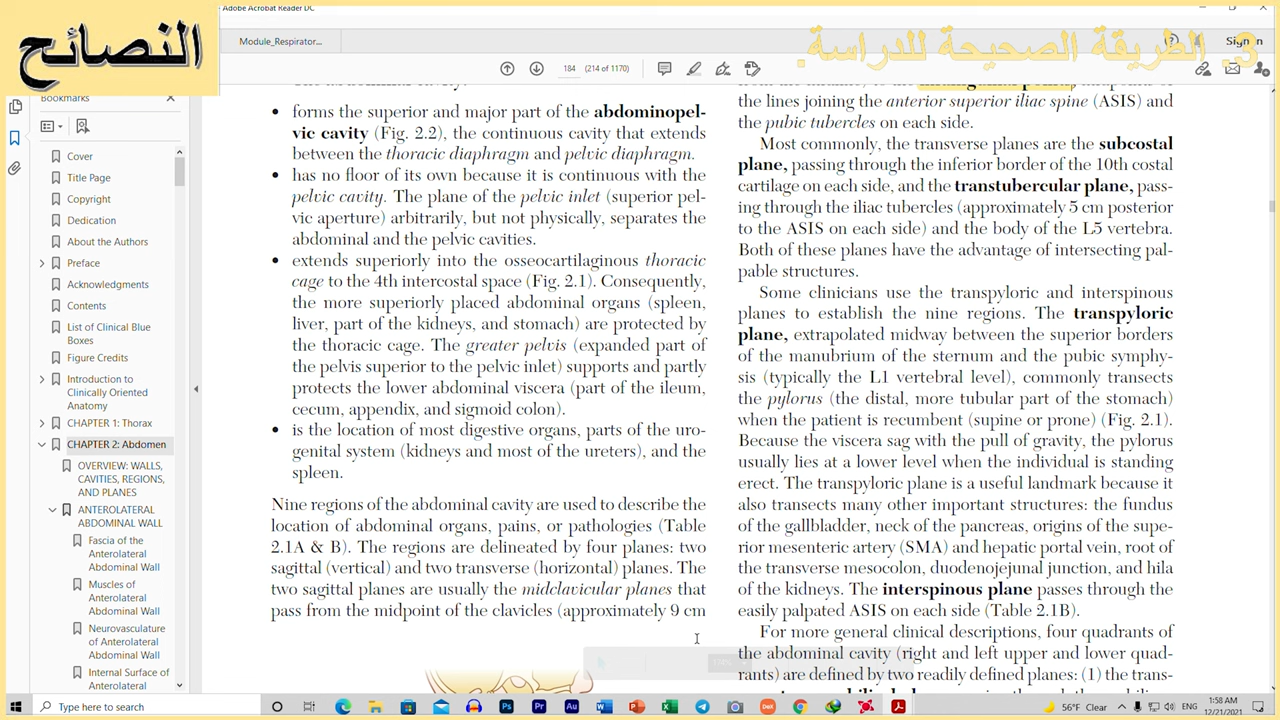 Adobe Acrobat Reader DC
النصائح
3. الطريقة الصحيحة للدراسة.
Module_Respirator...
Sign In
184 (214 of 1170)
Bookmarks
Cover
Title Page
Copyright
Dedication
About the Authors
Preface
Acknowledgments
Contents
List of Clinical Blue
Boxes
Figure Credits
Introduction to
Clinically Oriented
Anatomy
CHAPTER 1: Thorax
CHAPTER 2: Abdomen
OVERVIEW: WALLS,
CAVITIES, REGIONS,
AND PLANES
ANTEROLATERAL
ABDOMINAL WALL
Fascia of the
Anterolateral
Abdominal Wall
Muscles of
Anterolateral
Abdominal Wall
Neurovasculature
of Anterolateral
Abdominal Wall
Internal Surface of
Anterolateral
• forms the superior and major part of the abdominopel-
vic cavity (Fig. 2.2), the continuous cavity that extends
between the thoracic diaphragm and pelvic diaphragm.
• has no floor of its own because it is continuous with the
pelvic cavity. The plane of the pelvic inlet (superior pel-
vic aperture) arbitrarily, but not physically, separates the
abdominal and the pelvic cavities.
• extends superiorly into the osseocartilaginous thoracic
cage to the 4th intercostal space (Fig. 2.1). Consequently,
the more superiorly placed abdominal organs (spleen,
liver, part of the kidneys, and stomach) are protected by
the thoracic cage. The greater pelvis (expanded part of
the pelvis superior to the pelvic inlet) supports and partly
protects the lower abdominal viscera (part of the ileum,
cecum, appendix, and sigmoid colon).
• is the location of most digestive organs, parts of the uro-
genital system (kidneys and most of the ureters), and the
spleen.
Nine regions of the abdominal cavity are used to describe the
location of abdominal organs, pains, or pathologies (Table
2.1A & B). The regions are delineated by four planes: two
sagittal (vertical) and two transverse (horizontal) planes. The
two sagittal planes are usually the midclavicular planes that
pass from the midpoint of the clavicles (approximately 9 cm
the lines joining the anterior superior iliac spine (ASIS) and
the pubic tubercles on each side.
Most commonly, the transverse planes are the subcostal
plane, passing through the inferior border of the 10th costal
cartilage on each side, and the transtubercular plane, pass-
ing through the iliac tubercles (approximately 5 cm posterior
to the ASIS on each side) and the body of the L5 vertebra.
Both of these planes have the advantage of intersecting pal-
pable structures.
Some clinicians use the transpyloric and interspinous
planes to establish the nine regions. The transpyloric
plane, extrapolated midway between the superior borders
of the manubrium of the sternum and the pubic symphy-
sis (typically the L1 vertebral level), commonly transects
the pylorus (the distal, more tubular part of the stomach)
when the patient is recumbent (supine or prone) (Fig. 2.1).
Because the viscera sag with the pull of gravity, the pylorus
usually lies at a lower level when the individual is standing
erect. The transpyloric plane is a useful landmark because it
also transects many other important structures: the fundus
of the gallbladder, neck of the pancreas, origins of the supe-
rior mesenteric artery (SMA) and hepatic portal vein, root of
the transverse mesocolon, duodenojejunal junction, and hila
of the kidneys. The interspinous plane passes through the
easily palpated ASIS on each side (Table 2.1B).
For more general clinical descriptions, four quadrants of
the abdominal cavity (right and left upper and lower quad-
rants) are defined by two readily defined planes: (1) the trans-
Type here to search
56°F Clear
ENG
1:58 AM
12/21/2021